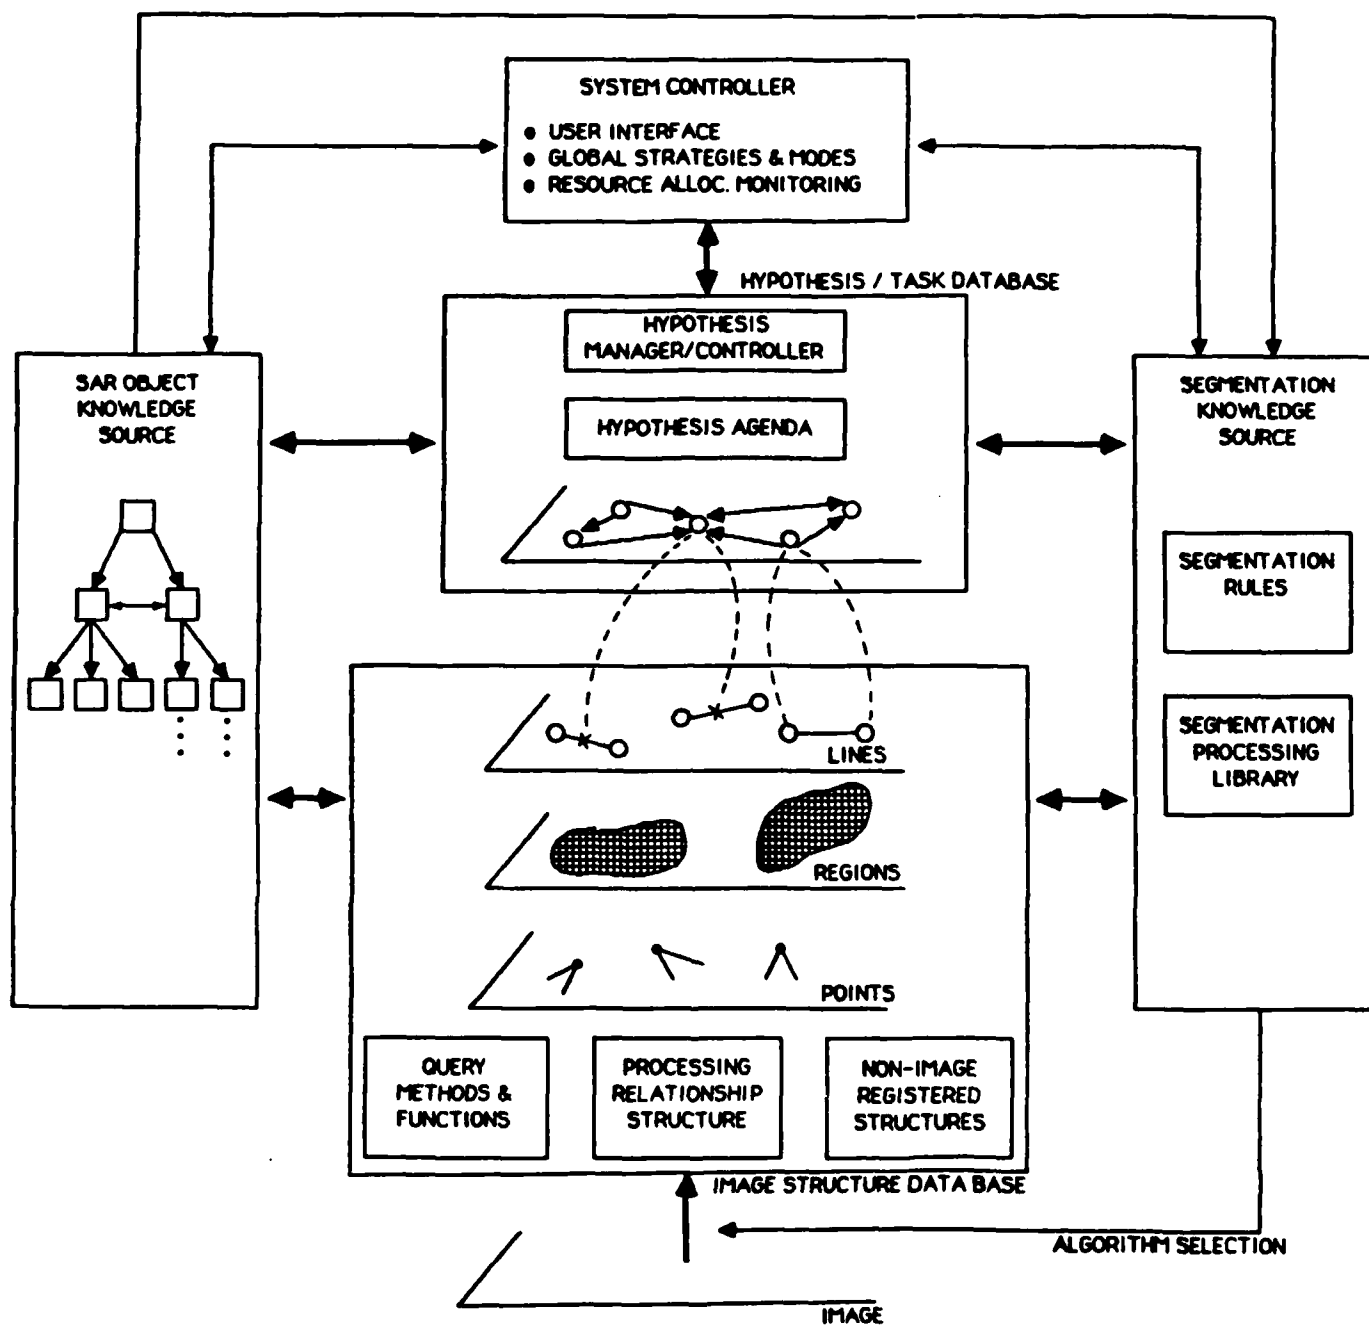 SYSTEM CONTROLLER
• USER INTERFACE
• GLOBAL STRATEGIES & MODES
• RESOURCE ALLOC. MONITORING
HYPOTHESIS / TASK DATABASE
HYPOTHESIS
MANAGER/CONTROLLER
HYPOTHESIS AGENDA
SAR OBJECT
KNOWLEDGE
SOURCE
SEGMENTATION
KNOWLEDGE
SOURCE
SEGMENTATION
RULES
SEGMENTATION
PROCESSING
LIBRARY
LINES
REGIONS
POINTS
QUERY
METHODS &
FUNCTIONS
PROCESSING
RELATIONSHIP
STRUCTURE
NON-IMAGE
REGISTERED
STRUCTURES
IMAGE STRUCTURE DATA BASE
ALGORITHM SELECTION
IMAGE